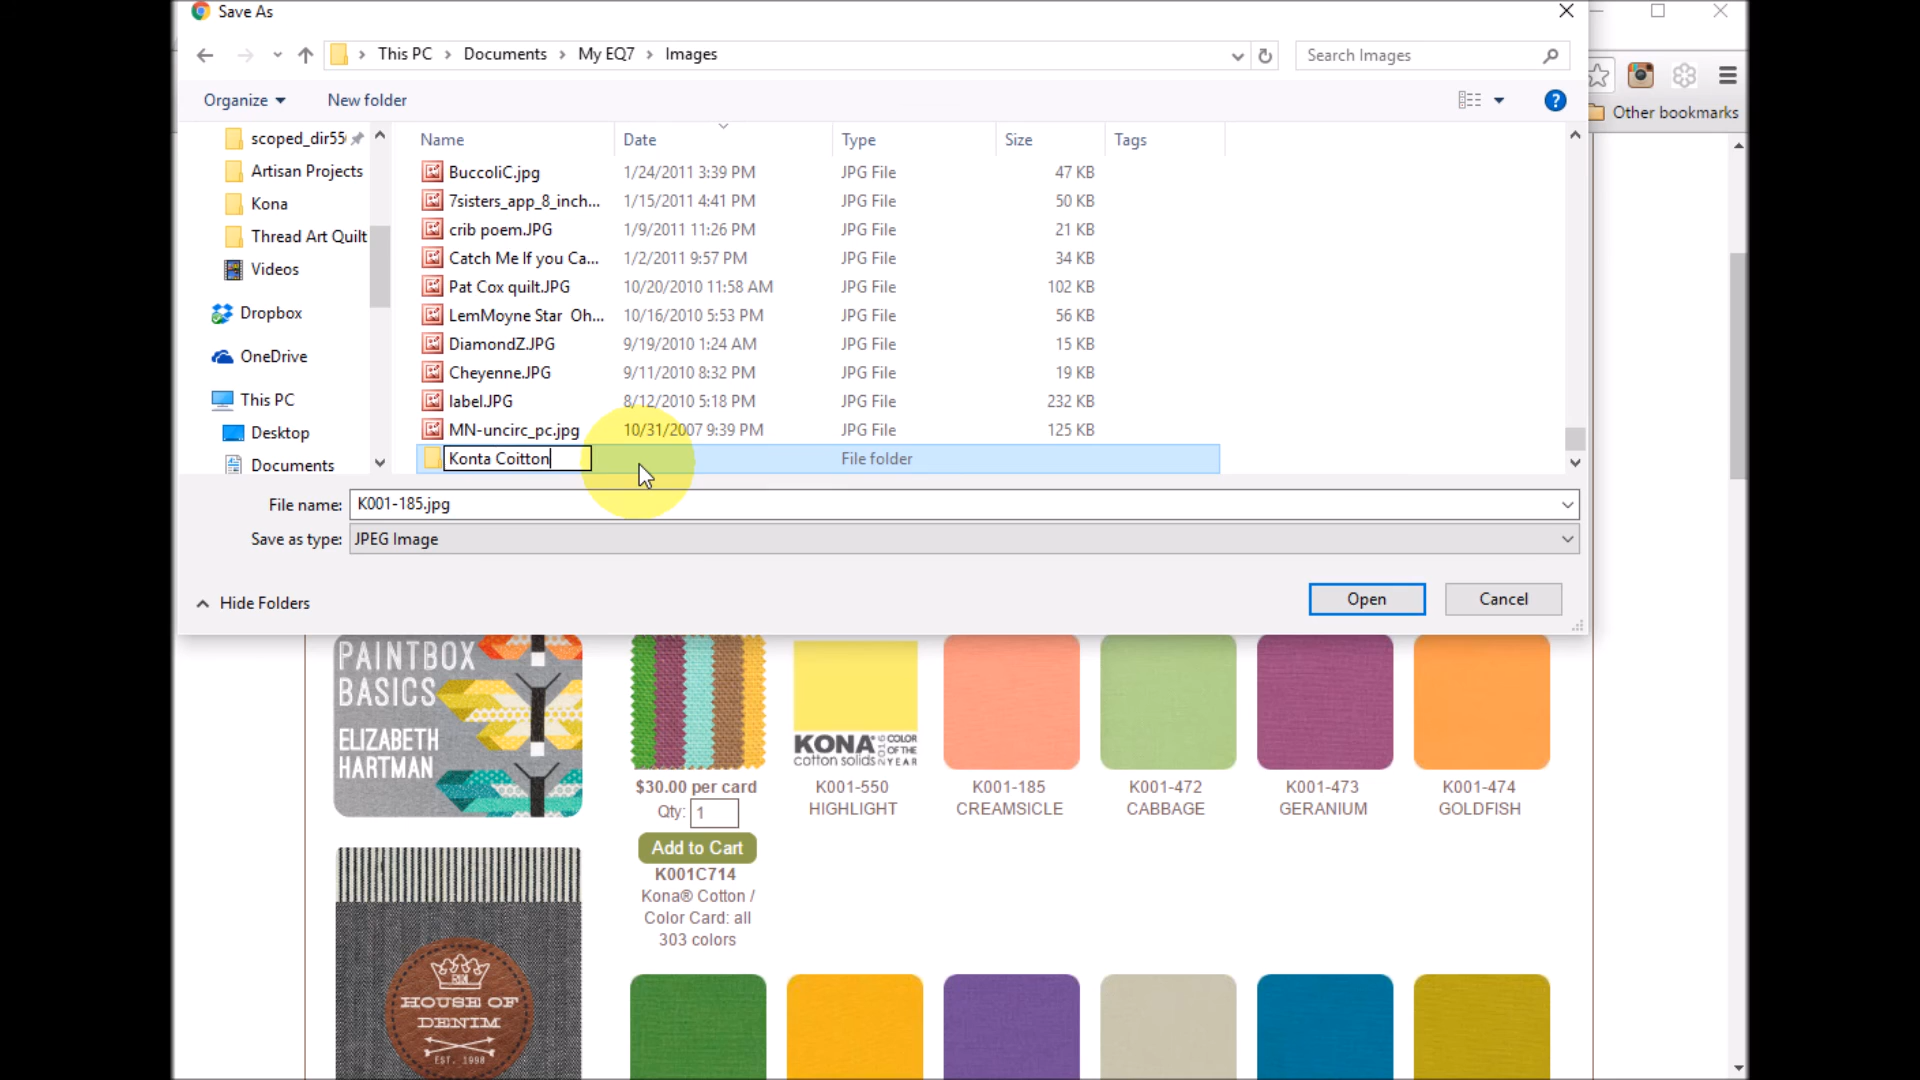 Save As
This PC > Documents > My EQ7 > Images
Search Images
Organize
New folder
Other bookmarks
Name Date Type Size Tags
scoped_dir55
Artisan Projects
Kona
Thread Art Quilt
Videos
Dropbox
OneDrive
This PC
Desktop
Documents
BuccoliC.jpg 1/24/2011 3:39 PM JPG File 47 KB
7sisters_app_8_inch... 1/15/2011 4:41 PM JPG File 50 KB
crib poem.JPG 1/9/2011 11:26 PM JPG File 21 KB
Catch Me If you Ca... 1/2/2011 9:57 PM JPG File 34 KB
Pat Cox quilt.JPG 10/20/2010 11:58 AM JPG File 102 KB
LemMoyne Star Oh... 10/16/2010 5:53 PM JPG File 56 KB
DiamondZ.JPG 9/19/2010 1:24 AM JPG File 15 KB
Cheyenne.JPG 9/11/2010 8:32 PM JPG File 19 KB
label.JPG 8/12/2010 5:18 PM JPG File 232 KB
MN-uncirc_pc.jpg 10/31/2007 9:39 PM JPG File 125 KB
Konta Coitton File folder
File name: K001-185.jpg
Save as type: JPEG Image
Hide Folders
Open
Cancel
PAINTBOX
BASICS
ELIZABETH
HARTMAN
HOUSE OF
DENIM
EST. 1998
$30.00 per card
Qty: 1
Add to Cart
K001C714
Kona® Cotton /
Color Card: all
303 colors
KONA® 2016 COLOR OF THE YEAR
cotton solids
K001-550
HIGHLIGHT
K001-185
CREAMSICLE
K001-472
CABBAGE
K001-473
GERANIUM
K001-474
GOLDFISH